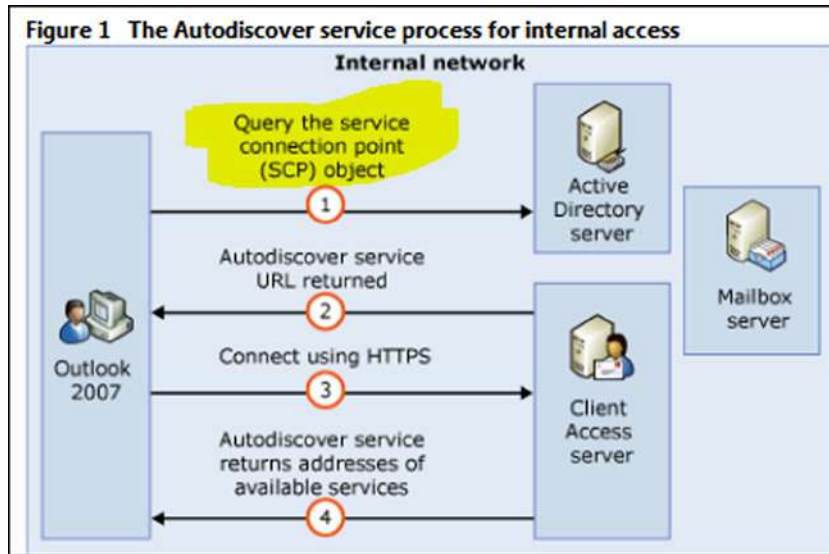 Figure 1 The Autodiscover service process for internal access
Internal network
Query the service
connection point
(SCP) object
1
Active
Directory
server
Autodiscover service
URL returned
2
Mailbox
server
Outlook
2007
Connect using HTTPS
3
Client
Access
server
Autodiscover service
returns addresses of
available services
4